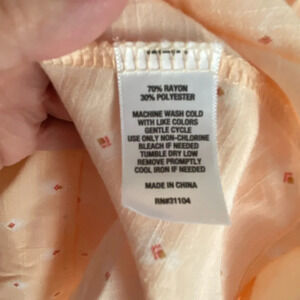 70% RAYON
30% POLYESTER
MACHINE WASH COLD
WITH LIKE COLORS
GENTLE CYCLE
USE ONLY NON-CHLORINE
BLEACH IF NEEDED
TUMBLE DRY LOW
REMOVE PROMPTLY
COOL IRON IF NEEDED
MADE IN CHINA
RN#31104